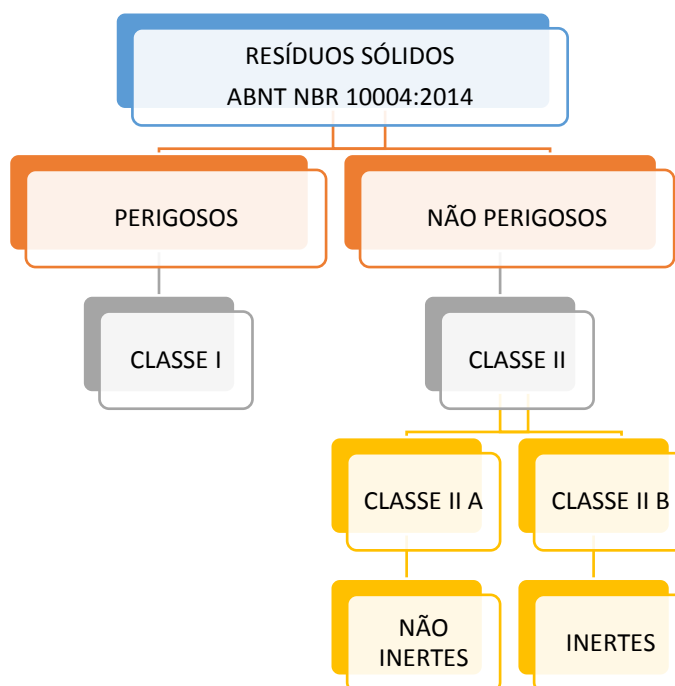 RESÍDUOS SÓLIDOS
ABNT NBR 10004:2014
PERIGOSOS
NÃO PERIGOSOS
CLASSE I
CLASSE II
CLASSE II A
CLASSE II B
NÃO
INERTES
INERTES